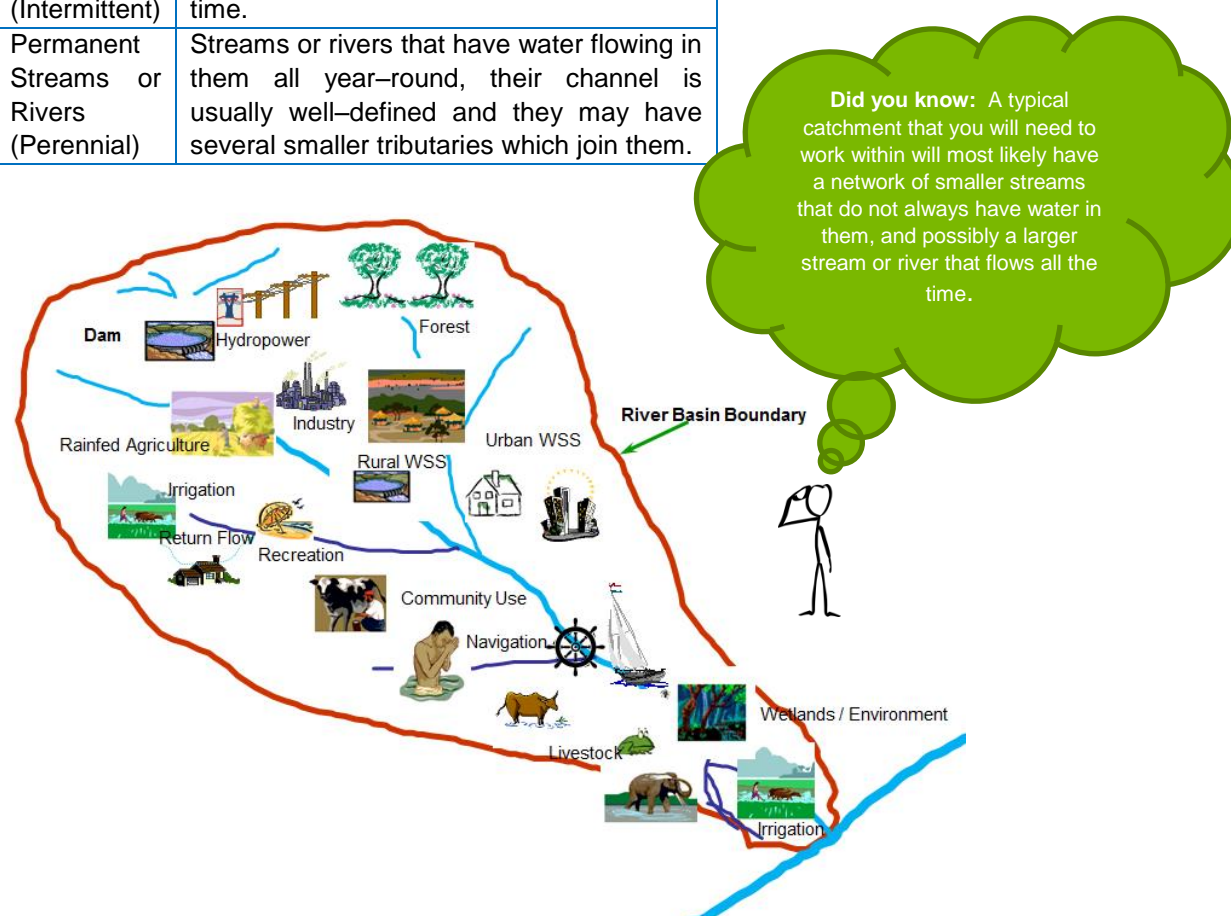 (Intermittent) time.
Permanent Streams or Rivers (Perennial)
Streams or rivers that have water flowing in
them all year–round, their channel is
usually well–defined and they may have
several smaller tributaries which join them.
Did you know: A typical
catchment that you will need to
work within will most likely have
a network of smaller streams
that do not always have water in
them, and possibly a larger
stream or river that flows all the
time.
Dam
Hydropower
Forest
Industry
River Basin Boundary
Rainfed Agriculture
Urban WSS
Rural WSS
Irrigation
Return Flow
Recreation
Community Use
Navigation
Wetlands / Environment
Livestock
Irrigation